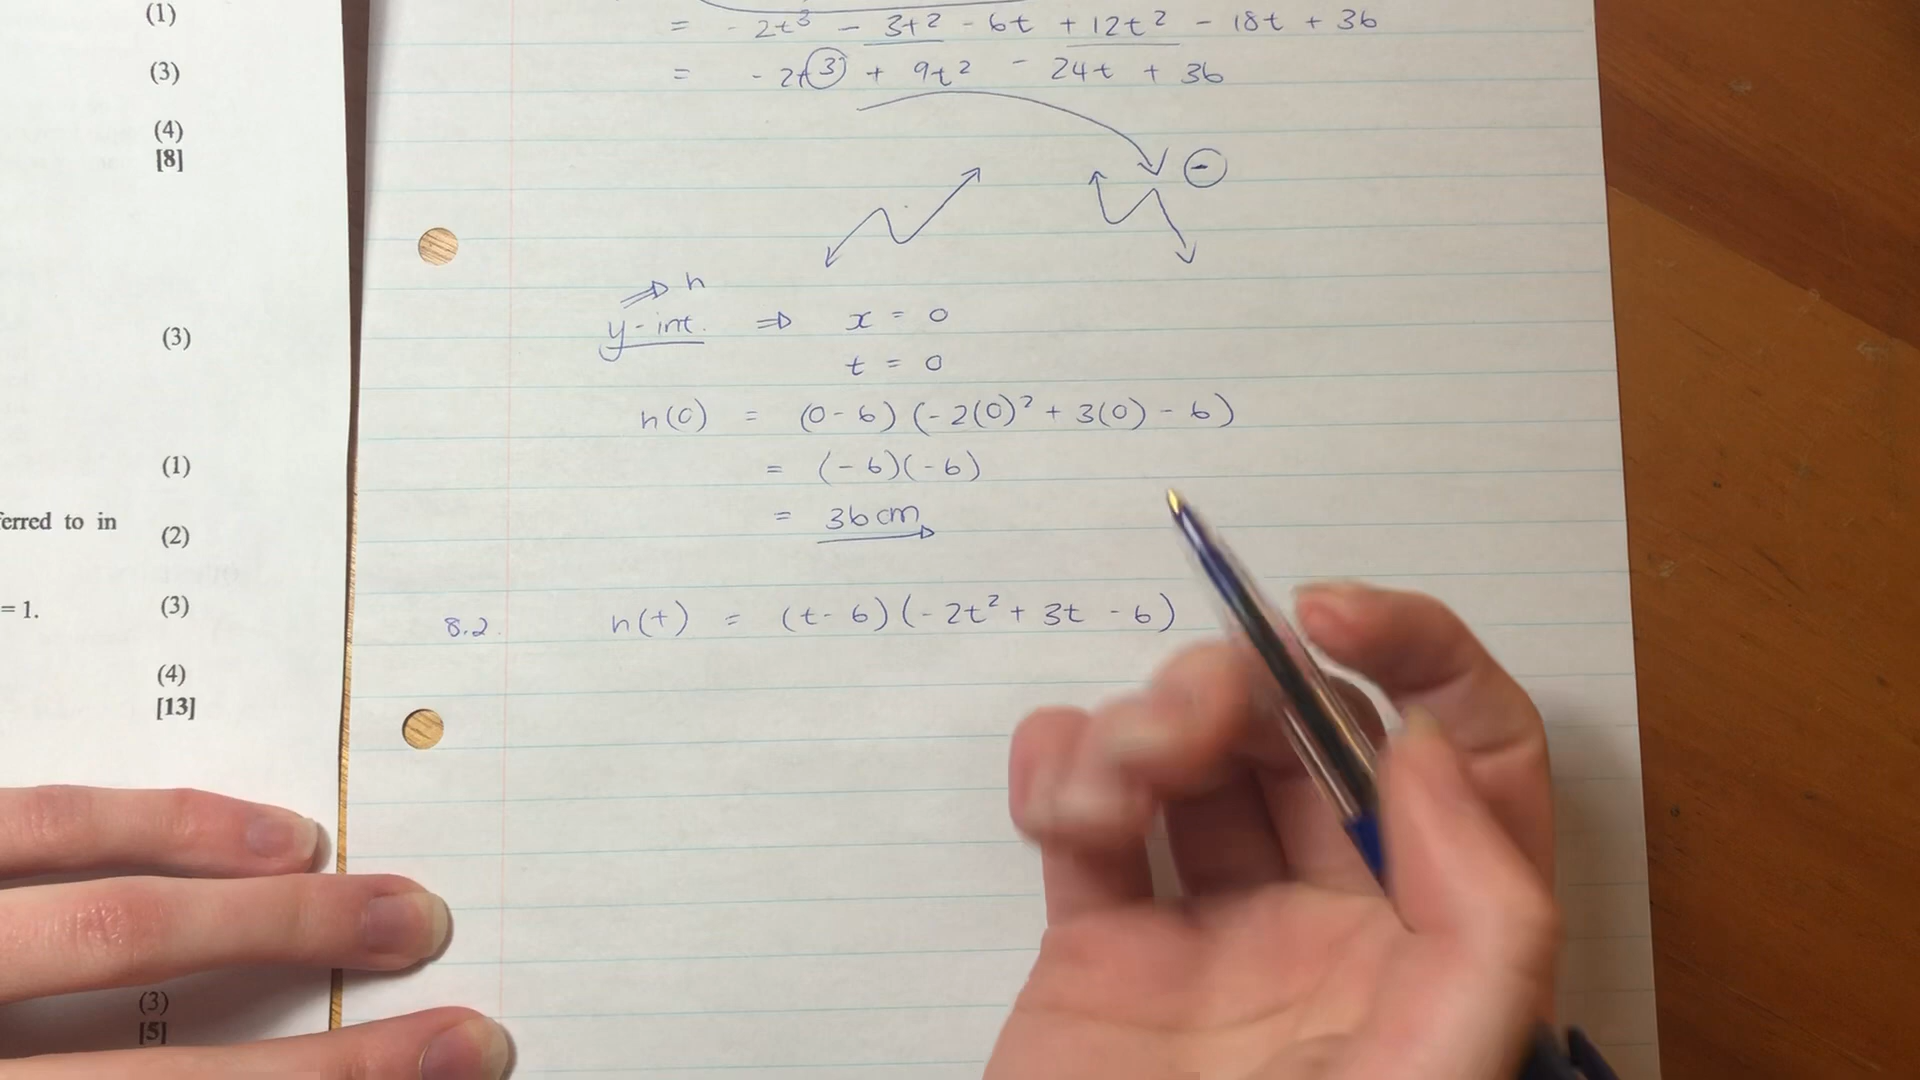 (1)
(3)
(4)
[8]
(3)
(1)
ferred to in
(2)
= 1.
(3)
(4)
[13]
(3)
[5]
= - 2t³ - 3t² - 6t + 12t² - 18t + 36
= - 2t³ + 9t² - 24t + 36
-
⇒ h
y-int. ⇒ x = 0
t = 0
h(0) = (0-6)(-2(0)² + 3(0) - 6)
= (-6)(-6)
= 36cm
8.2. h(t) = (t-6)(-2t² + 3t - 6)